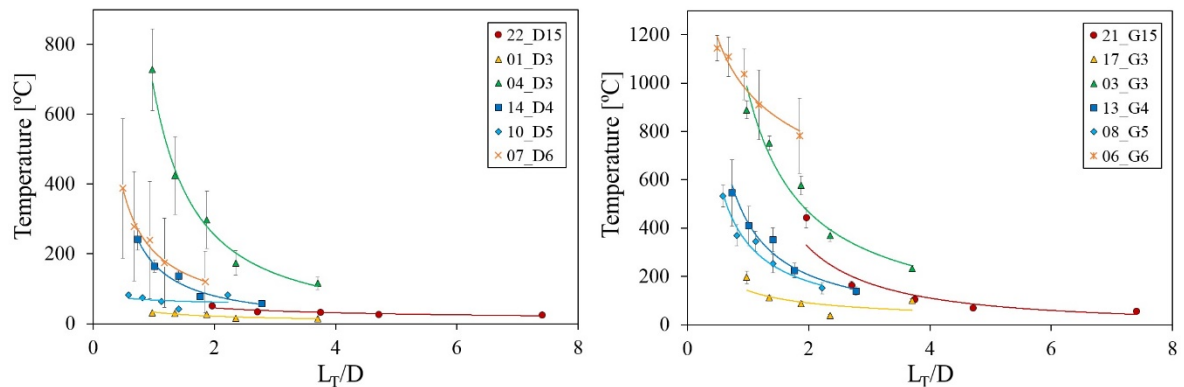 Temperature [ºC]
800
600
400
200
0
0 2 4 6 8
L_T/D
22_D15
01_D3
04_D3
14_D4
10_D5
07_D6
Temperature [ºC]
1200
1000
800
600
400
200
0
0 2 4 6 8
L_T/D
21_G15
17_G3
03_G3
13_G4
08_G5
06_G6